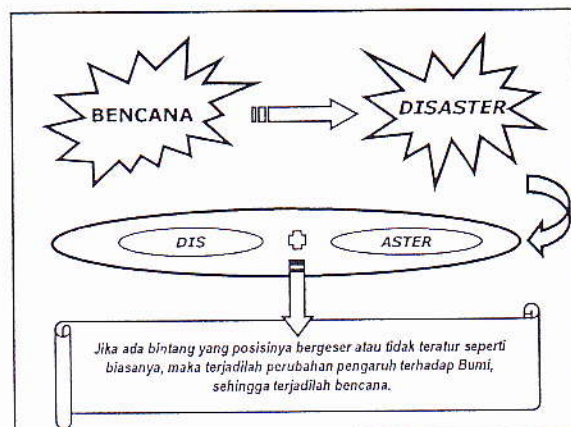 BENCANA
DISASTER
DIS
ASTER
Jika ada bintang yang posisinya bergeser atau tidak teratur seperti
biasanya, maka terjadilah perubahan pengaruh terhadap Bumi,
sehingga terjadilah bencana.